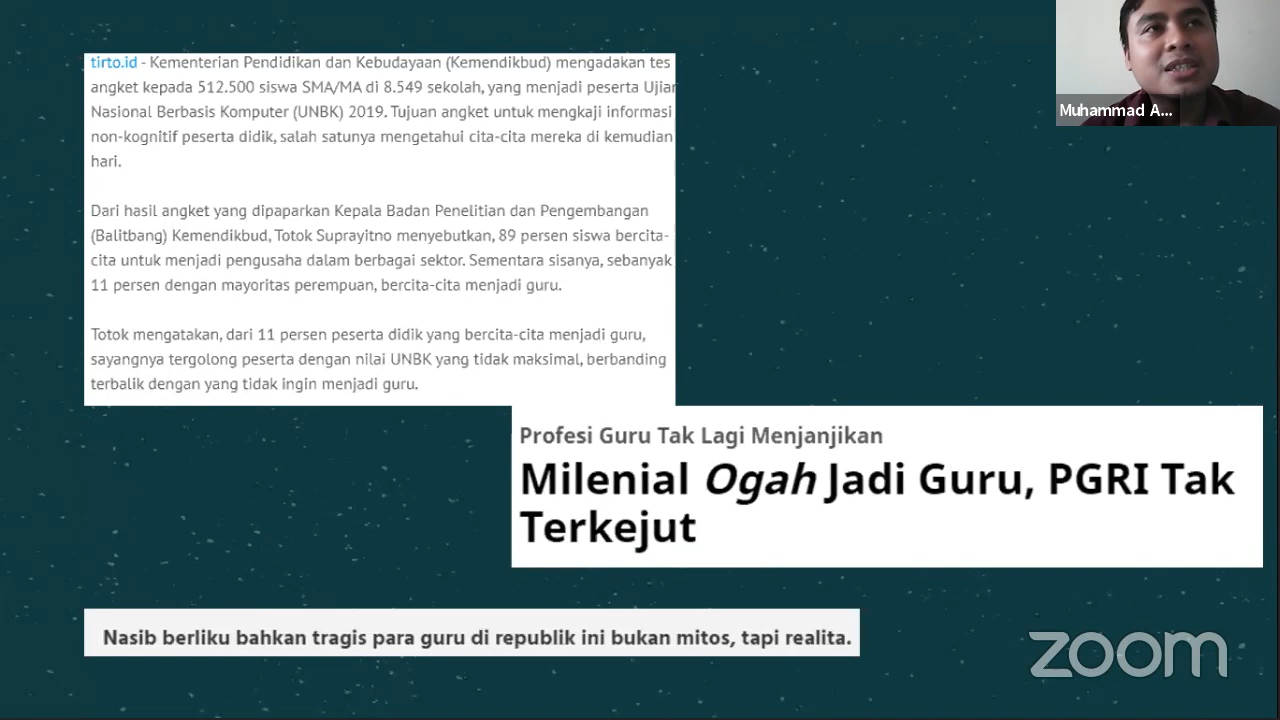 tirto.id - Kementerian Pendidikan dan Kebudayaan (Kemendikbud) mengadakan tes
angket kepada 512.500 siswa SMA/MA di 8.549 sekolah, yang menjadi peserta Ujian
Nasional Berbasis Komputer (UNBK) 2019. Tujuan angket untuk mengkaji informasi
non-kognitif peserta didik, salah satunya mengetahui cita-cita mereka di kemudian
hari.
Dari hasil angket yang dipaparkan Kepala Badan Penelitian dan Pengembangan
(Balitbang) Kemendikbud, Totok Suprayitno menyebutkan, 89 persen siswa bercita-
cita untuk menjadi pengusaha dalam berbagai sektor. Sementara sisanya, sebanyak
11 persen dengan mayoritas perempuan, bercita-cita menjadi guru.
Totok mengatakan, dari 11 persen peserta didik yang bercita-cita menjadi guru,
sayangnya tergolong peserta dengan nilai UNBK yang tidak maksimal, berbanding
terbalik dengan yang tidak ingin menjadi guru.
Muhammad A...
Profesi Guru Tak Lagi Menjanjikan
Milenial Ogah Jadi Guru, PGRI Tak
Terkejut
Nasib berliku bahkan tragis para guru di republik ini bukan mitos, tapi realita.
zoom